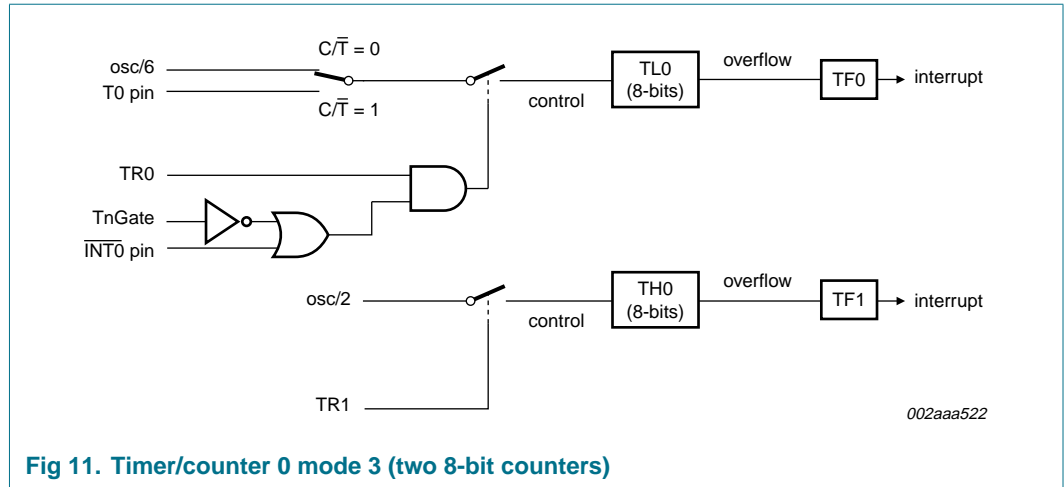 C/T̅ = 0
osc/6
T0 pin
C/T̅ = 1
control
TL0
(8-bits)
overflow
TF0
interrupt
TR0
TnGate
I̅N̅T̅0̅ pin
osc/2
control
TH0
(8-bits)
overflow
TF1
interrupt
TR1
002aaa522
Fig 11. Timer/counter 0 mode 3 (two 8-bit counters)